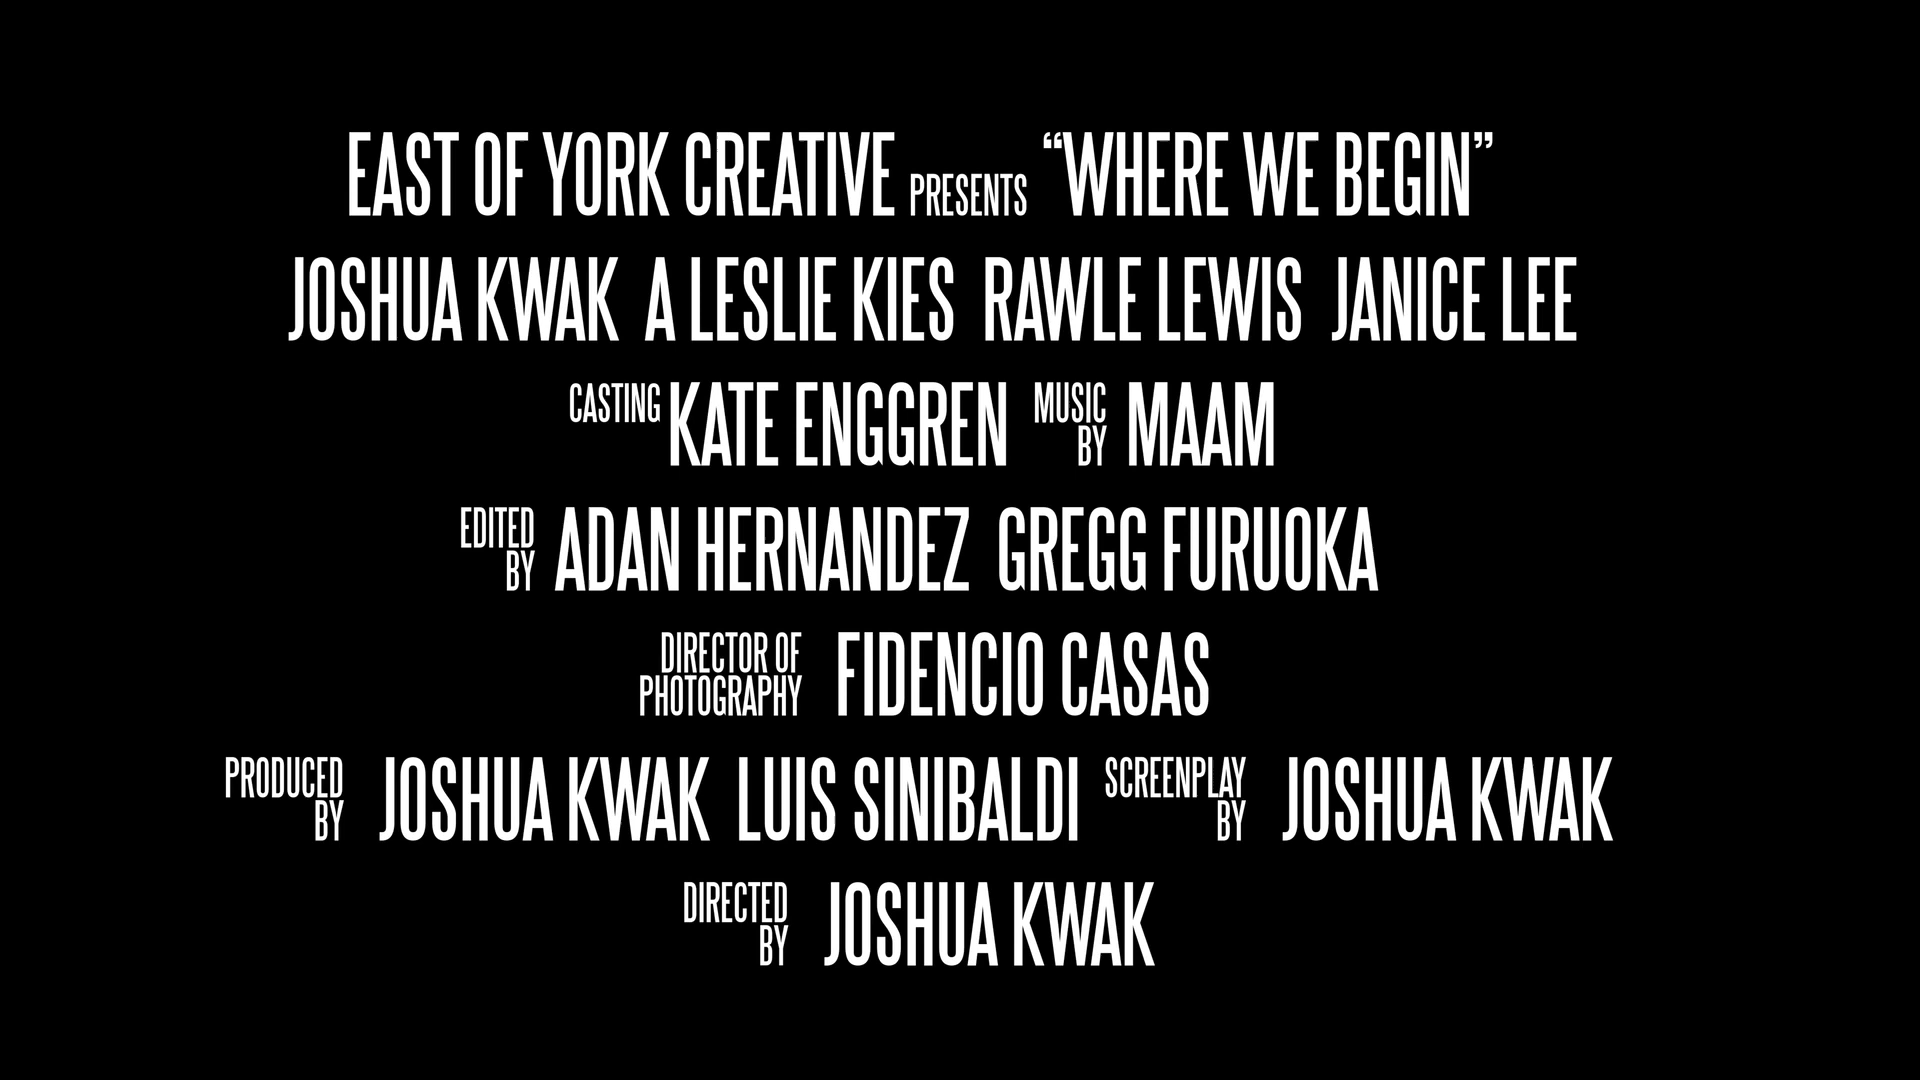 EAST OF YORK CREATIVE PRESENTS “WHERE WE BEGIN”
JOSHUA KWAK A LESLIE KIES RAWLE LEWIS JANICE LEE
CASTING KATE ENGGREN MUSIC BY MAAM
EDITED BY ADAN HERNANDEZ GREGG FURUOKA
DIRECTOR OF PHOTOGRAPHY FIDENCIO CASAS
PRODUCED BY JOSHUA KWAK LUIS SINIBALDI SCREENPLAY BY JOSHUA KWAK
DIRECTED BY JOSHUA KWAK